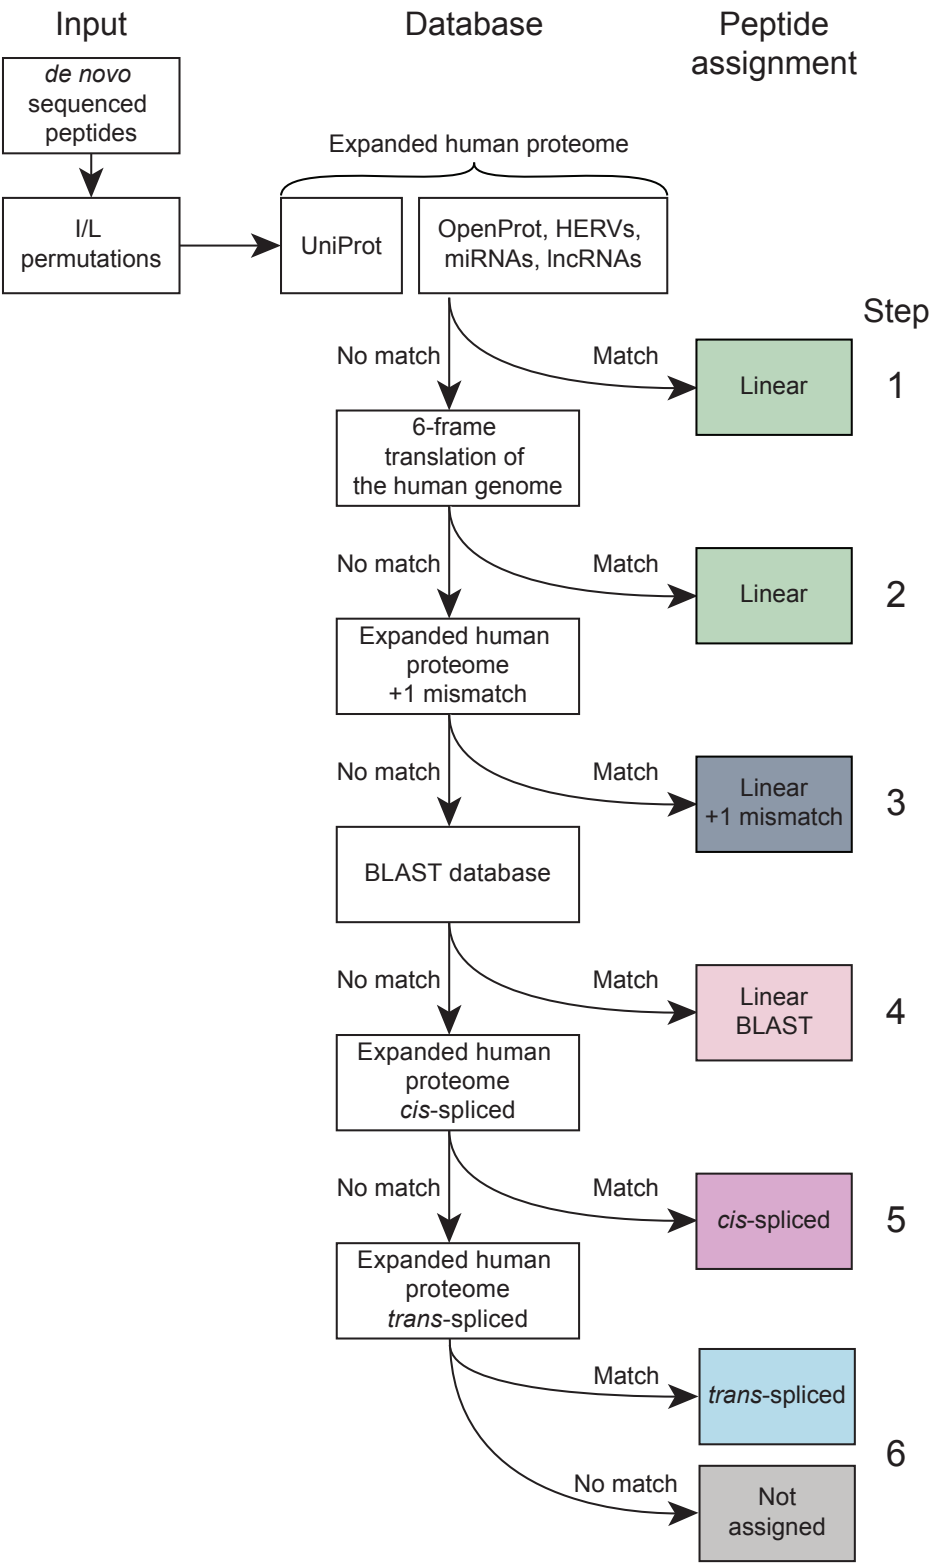 Input
Database
Peptide
assignment
de novo
sequenced
peptides
Expanded human proteome
I/L
permutations
UniProt
OpenProt, HERVs,
miRNAs, lncRNAs
Step
No match
Match
Linear
1
6-frame
translation of
the human genome
No match
Match
Linear
2
Expanded human
proteome
+1 mismatch
No match
Match
Linear
+1 mismatch
3
BLAST database
No match
Match
Linear
BLAST
4
Expanded human
proteome
cis-spliced
No match
Match
cis-spliced
5
Expanded human
proteome
trans-spliced
Match
trans-spliced
6
No match
Not
assigned